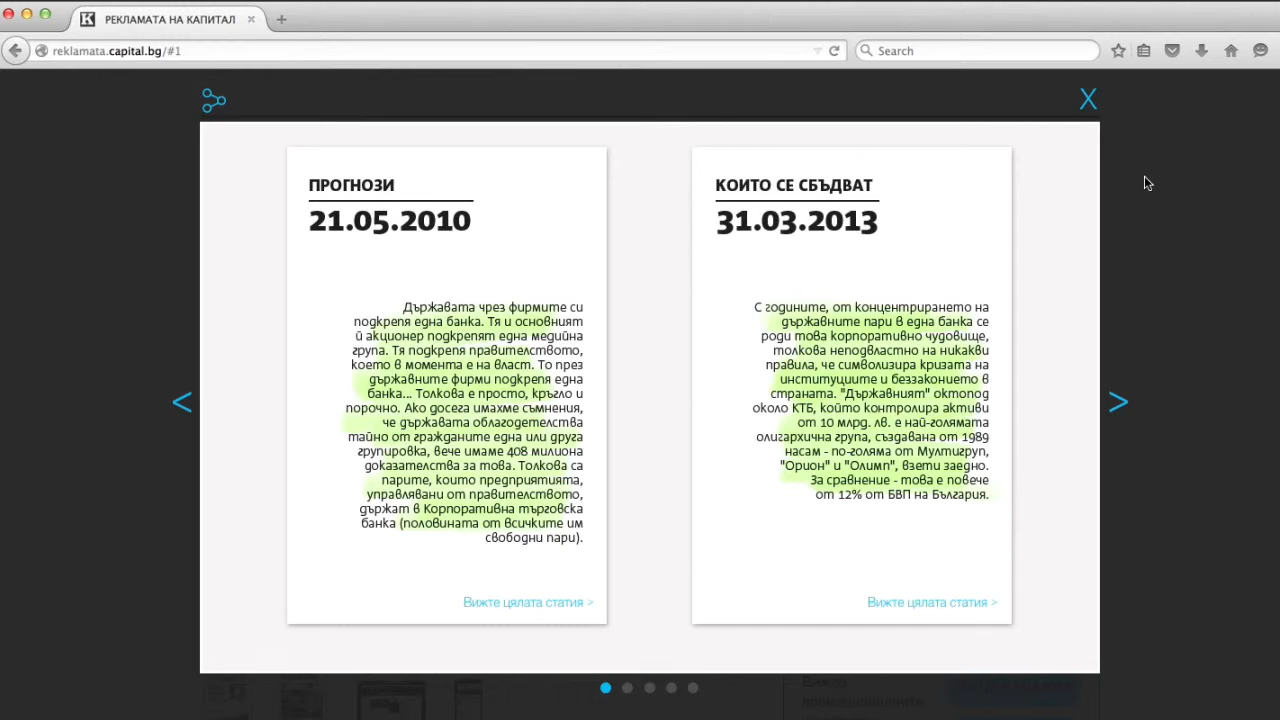 РЕКЛАМАТА НА КАПИТАЛ
reklamata.capital.bg/#1
Search
X
ПРОГНОЗИ
21.05.2010
Държавата чрез фирмите си
подкрепя една банка. Тя и основният
ѝ акционер подкрепят една медийна
група. Тя подкрепя правителството,
което в момента е на власт. То през
държавните фирми подкрепя една
банка... Толкова е просто, кръгло и
порочно. Ако досега имахме съмнения,
че държавата облагодетелства
тайно от гражданите една или друга
групировка, вече имаме 408 милиона
доказателства за това. Толкова са
парите, които предприятията,
управлявани от правителството,
държат в Корпоративна търговска
банка (половината от всичките им
свободни пари).
Вижте цялата статия >
КОИТО СЕ СБЪДВАТ
31.03.2013
С годините, от концентрирането на
държавните пари в една банка се
роди това корпоративно чудовище,
толкова неподвластно на никакви
правила, че символизира кризата на
институциите и беззаконието в
страната. "Държавният" октопод
около КТБ, който контролира активи
от 10 млрд. лв. е най-голямата
олигархична група, създавана от 1989
насам - по-голяма от Мултигруп,
"Орион" и "Олимп", взети заедно.
За сравнение - това е повече
от 12% от БВП на България.
Вижте цялата статия >
< >
Вижте
промоционалните